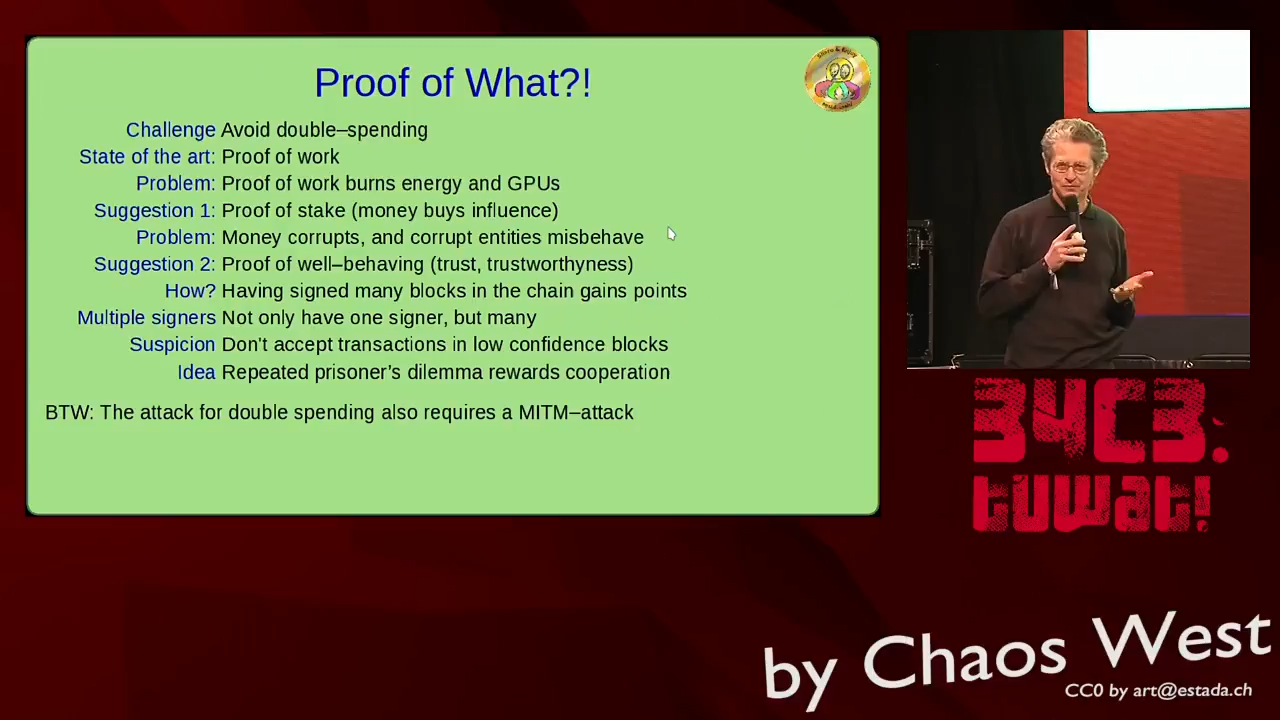 Proof of What?!
Challenge Avoid double–spending
State of the art: Proof of work
Problem: Proof of work burns energy and GPUs
Suggestion 1: Proof of stake (money buys influence)
Problem: Money corrupts, and corrupt entities misbehave
Suggestion 2: Proof of well–behaving (trust, trustworthyness)
How? Having signed many blocks in the chain gains points
Multiple signers Not only have one signer, but many
Suspicion Don't accept transactions in low confidence blocks
Idea Repeated prisoner's dilemma rewards cooperation
BTW: The attack for double spending also requires a MITM–attack
34C3:
tuwat!
by Chaos West
CC0 by art@estada.ch